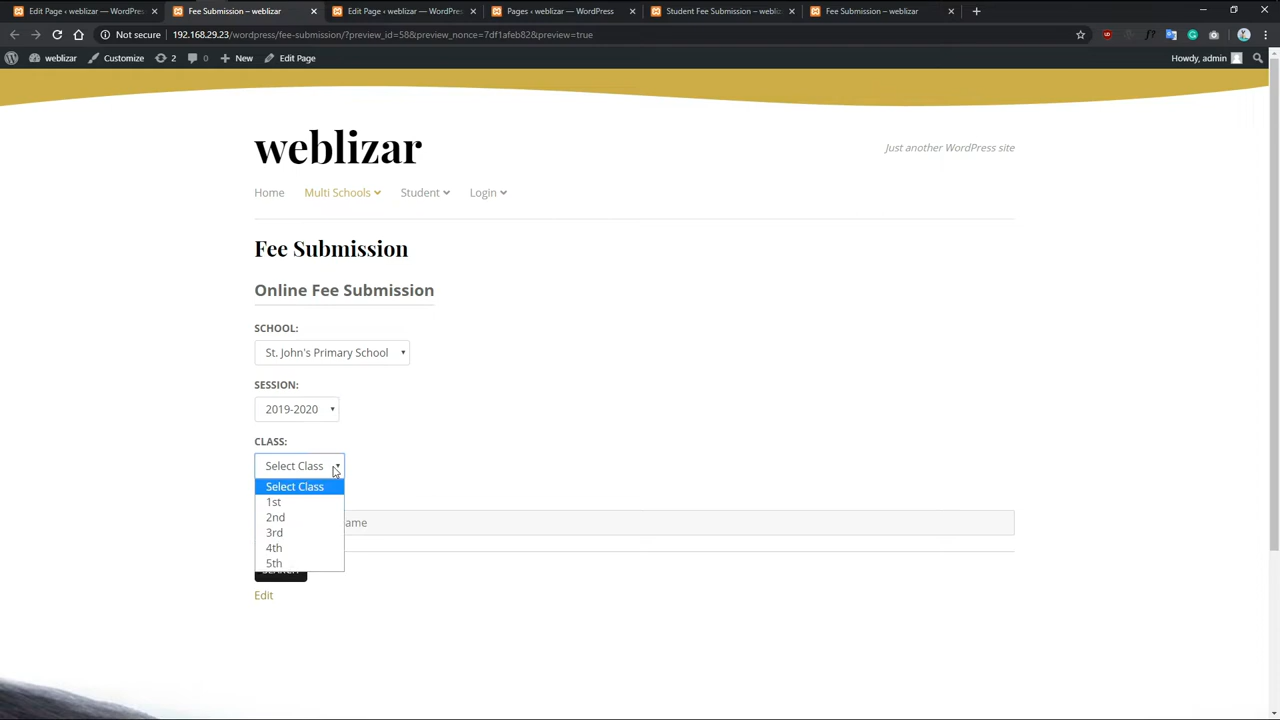 Edit Page ‹ weblizar — WordPres
Fee Submission – weblizar
Edit Page ‹ weblizar — WordPres
Pages ‹ weblizar — WordPress
Student Fee Submission – webliz
Fee Submission – weblizar
Not secure
192.168.29.23/wordpress/fee-submission/?preview_id=58&preview_nonce=7df1afeb82&preview=true
weblizar
Customize
2
0
New
Edit Page
Howdy, admin
weblizar
Just another WordPress site
Home
Multi Schools
Student
Login
Fee Submission
Online Fee Submission
SCHOOL:
St. John's Primary School
SESSION:
2019-2020
CLASS:
Select Class
Select Class
1st
2nd
3rd
4th
5th
ame
Edit